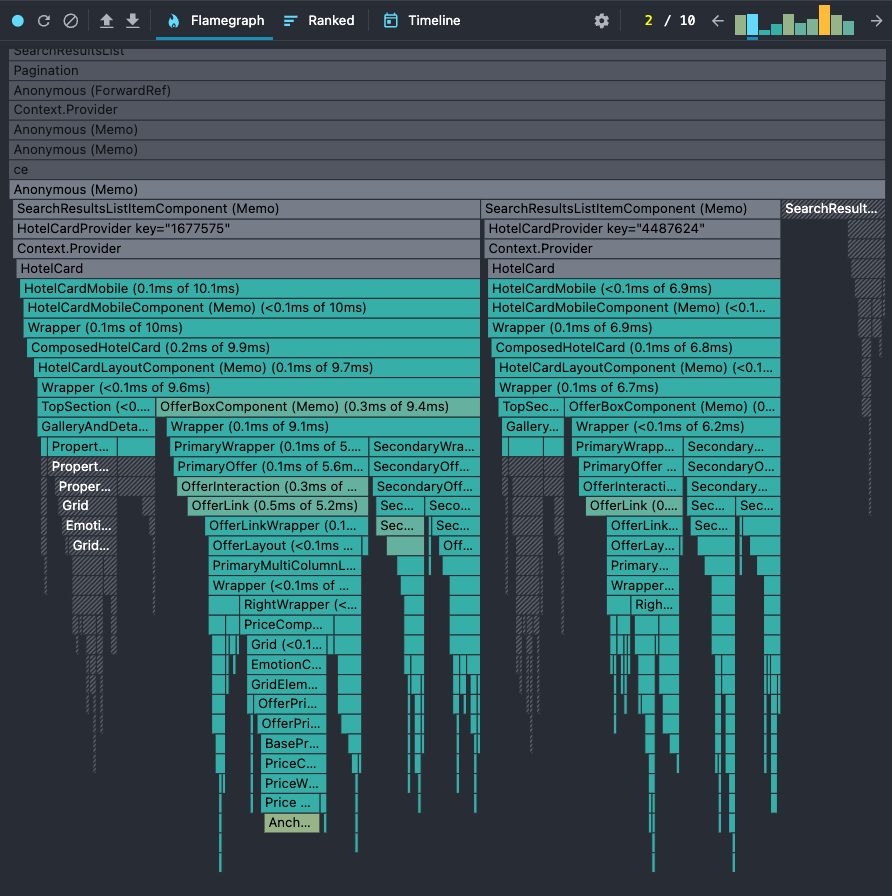 Flamegraph Ranked Timeline 2 / 10
SearchResultsList
Pagination
Anonymous (ForwardRef)
Context.Provider
Anonymous (Memo)
Anonymous (Memo)
ce
Anonymous (Memo)
SearchResultsListItemComponent (Memo) SearchResultsListItemComponent (Memo) SearchResult...
HotelCardProvider key="1677575" HotelCardProvider key="4487624"
Context.Provider Context.Provider
HotelCard HotelCard
HotelCardMobile (0.1ms of 10.1ms) HotelCardMobile (<0.1ms of 6.9ms)
HotelCardMobileComponent (Memo) (<0.1ms of 10ms) HotelCardMobileComponent (Memo) (<0.1...
Wrapper (0.1ms of 10ms) Wrapper (0.1ms of 6.9ms)
ComposedHotelCard (0.2ms of 9.9ms) ComposedHotelCard (0.1ms of 6.8ms)
HotelCardLayoutComponent (Memo) (0.1ms of 9.7ms) HotelCardLayoutComponent (Memo) (<0.1...
Wrapper (<0.1ms of 9.6ms) Wrapper (0.1ms of 6.7ms)
TopSection (<0.... OfferBoxComponent (Memo) (0.3ms of 9.4ms) TopSec... OfferBoxComponent (Memo) (0...
GalleryAndDeta... Wrapper (0.1ms of 9.1ms) Gallery... Wrapper (<0.1ms of 6.2ms)
Propert... PrimaryWrapper (0.1ms of 5.... SecondaryWra... PrimaryWrapp... Secondary...
Propert... PrimaryOffer (0.1ms of 5.6m... SecondaryOff... PrimaryOffer ... SecondaryO...
Proper... OfferInteraction (0.3ms of ... SecondaryOff... OfferInteracti... Secondary...
Grid OfferLink (0.5ms of 5.2ms) Sec... Seco... OfferLink (0.... Sec... Sec...
Emoti... OfferLinkWrapper (0.1... Sec... Sec... OfferLink... Sec...
Grid... OfferLayout (<0.1ms ... Off... OfferLay...
PrimaryMultiColumnL... Primary...
Wrapper (<0.1ms of ... Wrapper...
RightWrapper (<... Righ...
PriceComp...
Grid (<0.1...
EmotionC...
GridElem...
OfferPri...
OfferPri...
BasePr...
PriceC...
PriceW...
Price ...
Anch...